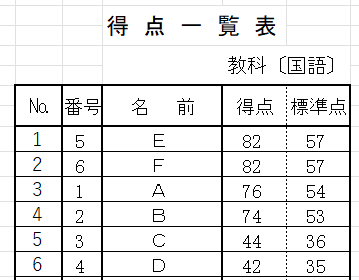 得点一覧表
教科〔国語〕
No. 番号 名前 得点 標準点
1 5 E 82 57
2 6 F 82 57
3 1 A 76 54
4 2 B 74 53
5 3 C 44 36
6 4 D 42 35